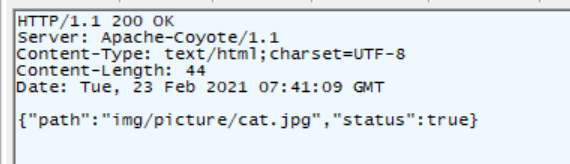 HTTP/1.1 200 OK
Server: Apache-Coyote/1.1
Content-Type: text/html;charset=UTF-8
Content-Length: 44
Date: Tue, 23 Feb 2021 07:41:09 GMT

{"path":"img/picture/cat.jpg","status":true}